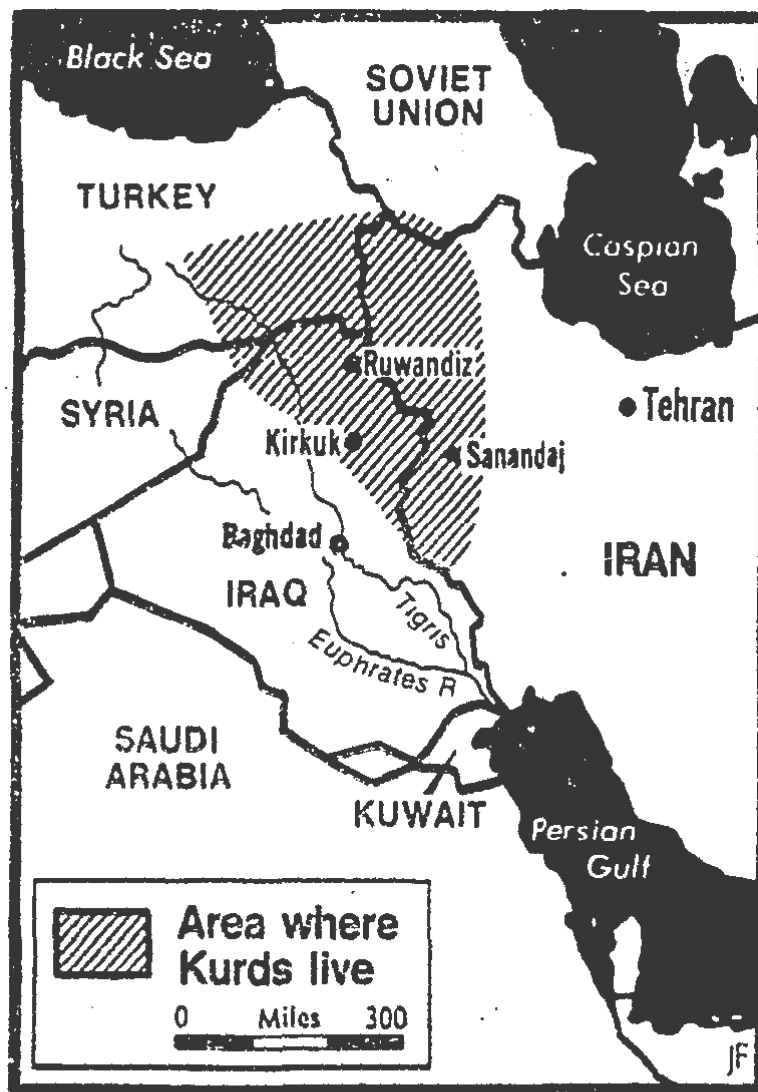 Black Sea
SOVIET
UNION
TURKEY
Caspian
Sea
Ruwandiz
Tehran
SYRIA
Kirkuk
Sanandaj
Baghdad
IRAN
IRAQ
Tigris
Euphrates R
SAUDI
ARABIA
KUWAIT
Persian
Gulf
Area where
Kurds live
0 Miles 300
JF